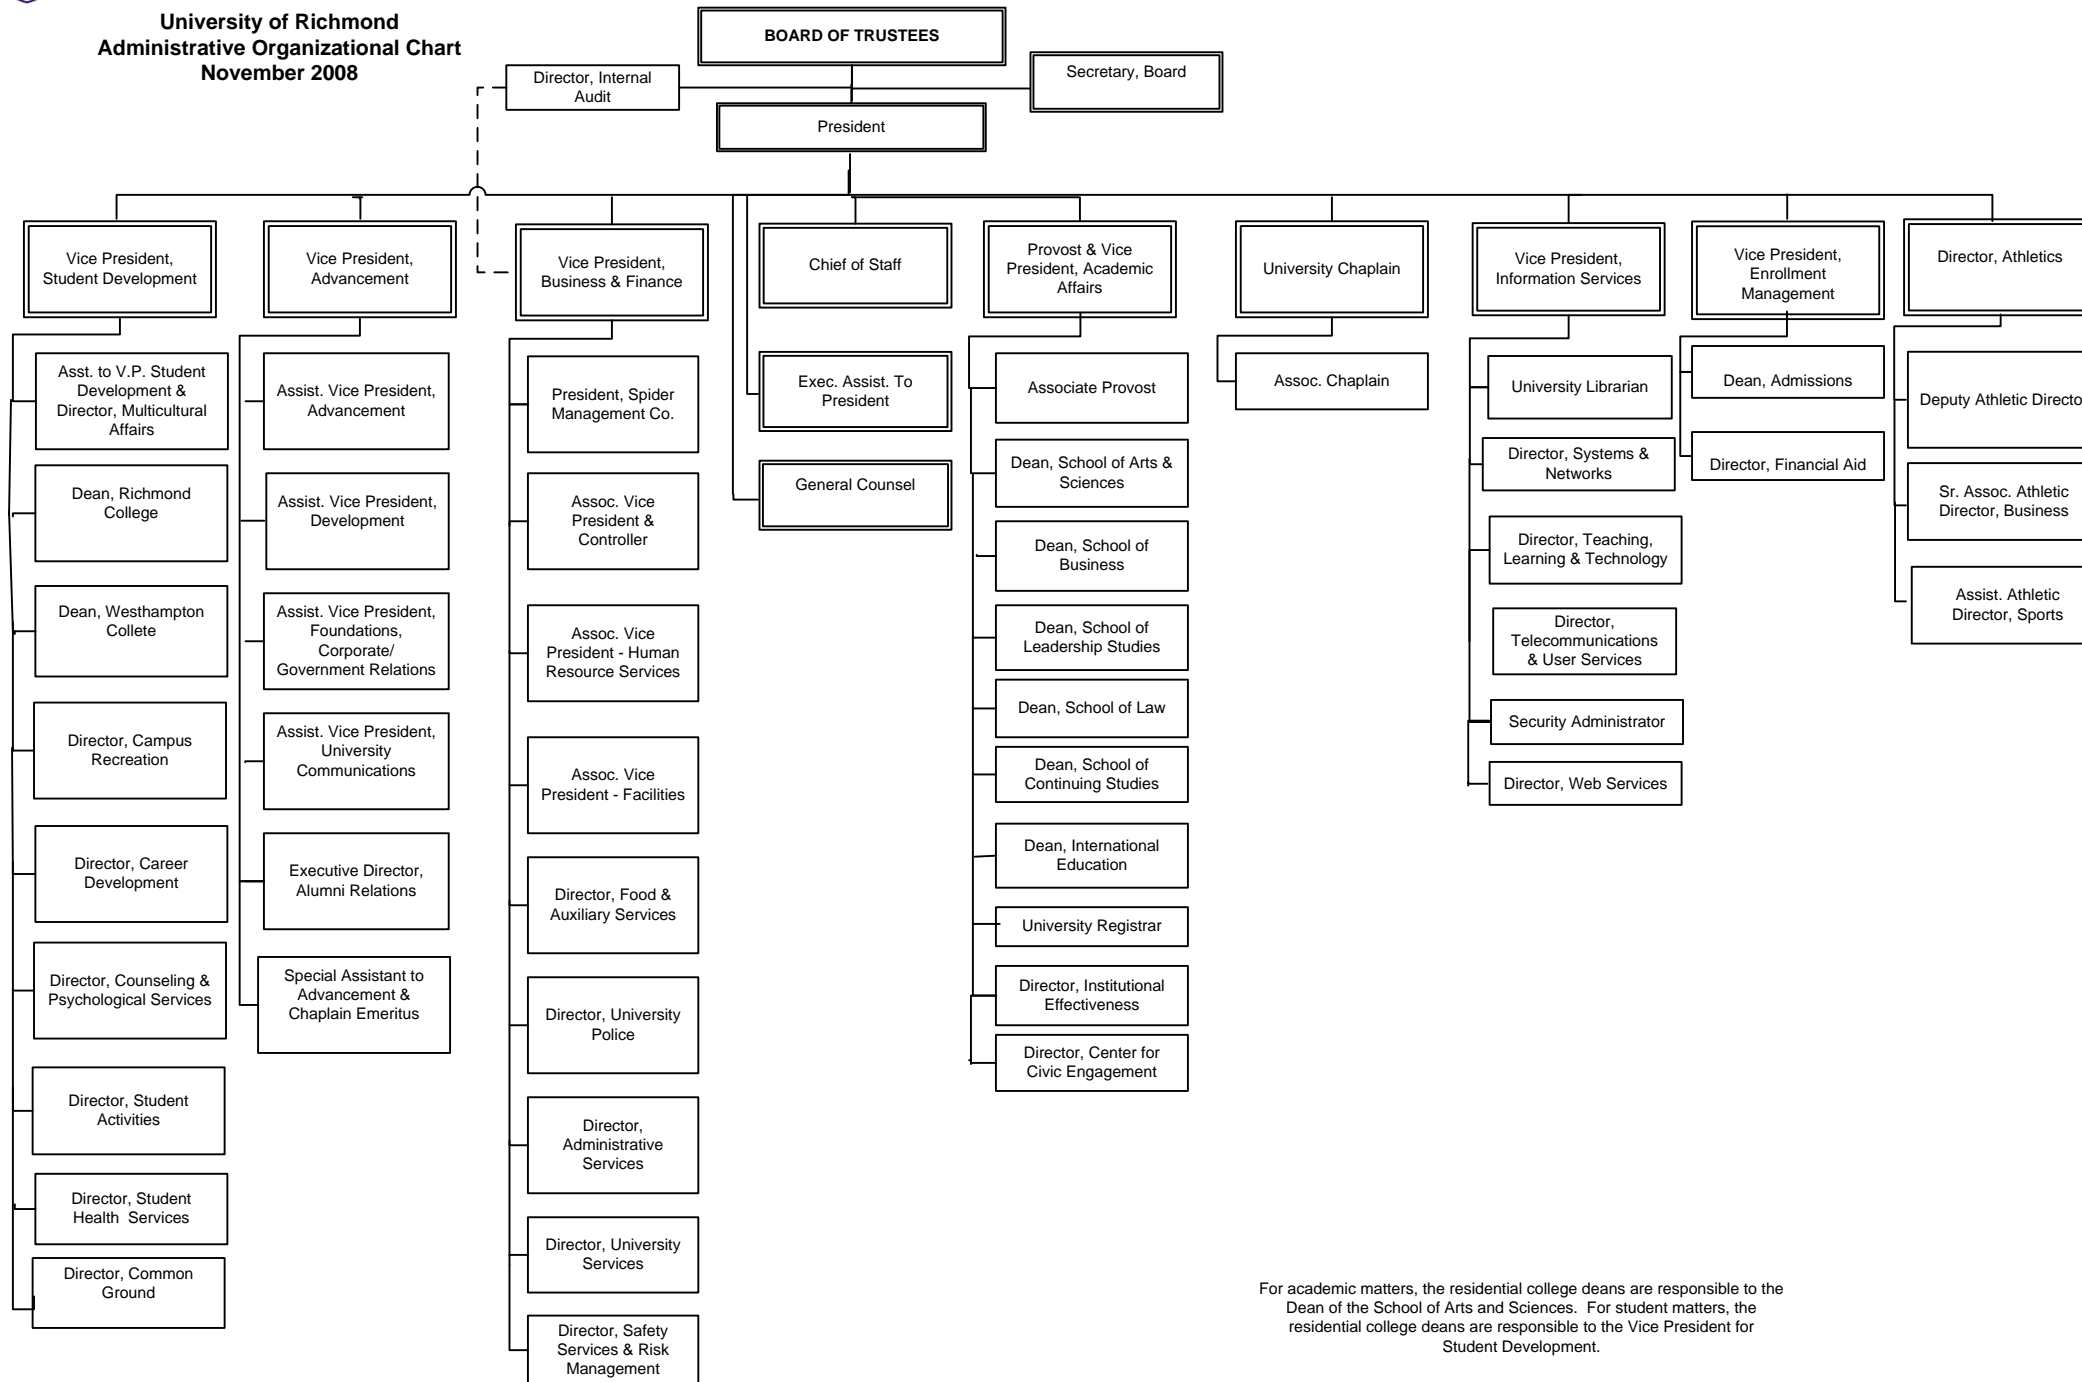 University of Richmond
Administrative Organizational Chart
November 2008
BOARD OF TRUSTEES
Director, Internal
Audit
Secretary, Board
President
Vice President,
Student Development
Asst. to V.P. Student
Development &
Director, Multicultural
Affairs
Dean, Richmond
College
Dean, Westhampton
Collete
Director, Campus
Recreation
Director, Career
Development
Director, Counseling &
Psychological Services
Director, Student
Activities
Director, Student
Health  Services
Director, Common
Ground
Vice President,
Advancement
Assist. Vice President,
Advancement
Assist. Vice President,
Development
Assist. Vice President,
Foundations,
Corporate/
Government Relations
Assist. Vice President,
University
Communications
Executive Director,
Alumni Relations
Special Assistant to
Advancement &
Chaplain Emeritus
Vice President,
Business & Finance
President, Spider
Management Co.
Assoc. Vice
President &
Controller
Assoc. Vice
President - Human
Resource Services
Assoc. Vice
President - Facilities
Director, Food &
Auxiliary Services
Director, University
Police
Director,
Administrative
Services
Director, University
Services
Director, Safety
Services & Risk
Management
Chief of Staff
Exec. Assist. To
President
General Counsel
Provost & Vice
President, Academic
Affairs
Associate Provost
Dean, School of Arts &
Sciences
Dean, School of
Business
Dean, School of
Leadership Studies
Dean, School of Law
Dean, School of
Continuing Studies
Dean, International
Education
University Registrar
Director, Institutional
Effectiveness
Director, Center for
Civic Engagement
University Chaplain
Assoc. Chaplain
Vice President,
Information Services
University Librarian
Director, Systems &
Networks
Director, Teaching,
Learning & Technology
Director,
Telecommunications
& User Services
Security Administrator
Director, Web Services
Vice President,
Enrollment
Management
Dean, Admissions
Director, Financial Aid
Director, Athletics
Deputy Athletic Directo
Sr. Assoc. Athletic
Director, Business
Assist. Athletic
Director, Sports
For academic matters, the residential college deans are responsible to the
Dean of the School of Arts and Sciences.  For student matters, the
residential college deans are responsible to the Vice President for
Student Development.